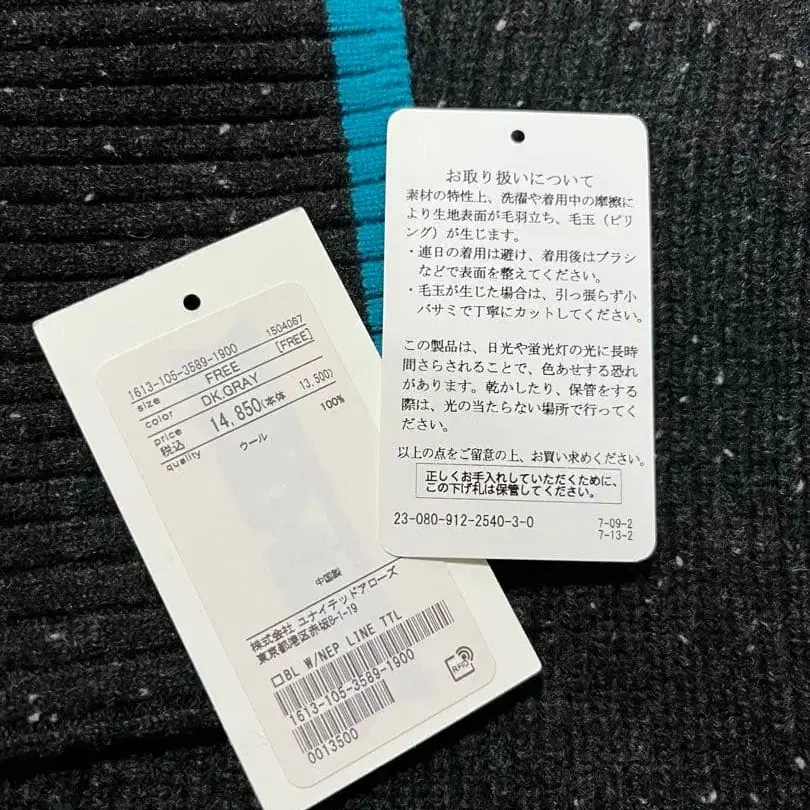 1504067
1613-105-3589-1900
size FREE [FREE]
color DK.GRAY
price
税込 14,850(本体 13,500)
quality
ウール 100%
中国製
株式会社 ユナイテッドアローズ
東京都港区赤坂8-1-19
□BL W/NEP LINE TTL
1613-105-3589-1900
0013500
RFID
お取り扱いについて
素材の特性上、洗濯や着用中の摩擦に
より生地表面が毛羽立ち、毛玉（ピリ
ング）が生じます。
・連日の着用は避け、着用後はブラシ
などで表面を整えてください。
・毛玉が生じた場合は、引っ張らず小
バサミで丁寧にカットしてください。
この製品は、日光や蛍光灯の光に長時
間さらされることで、色あせする恐れ
があります。乾かしたり、保管をする
際は、光の当たらない場所で行ってく
ださい。
以上の点をご留意の上、お買い求めください。
正しくお手入れしていただくために、
この下げ札は保管してください。
23-080-912-2540-3-0
7-09-2
7-13-2